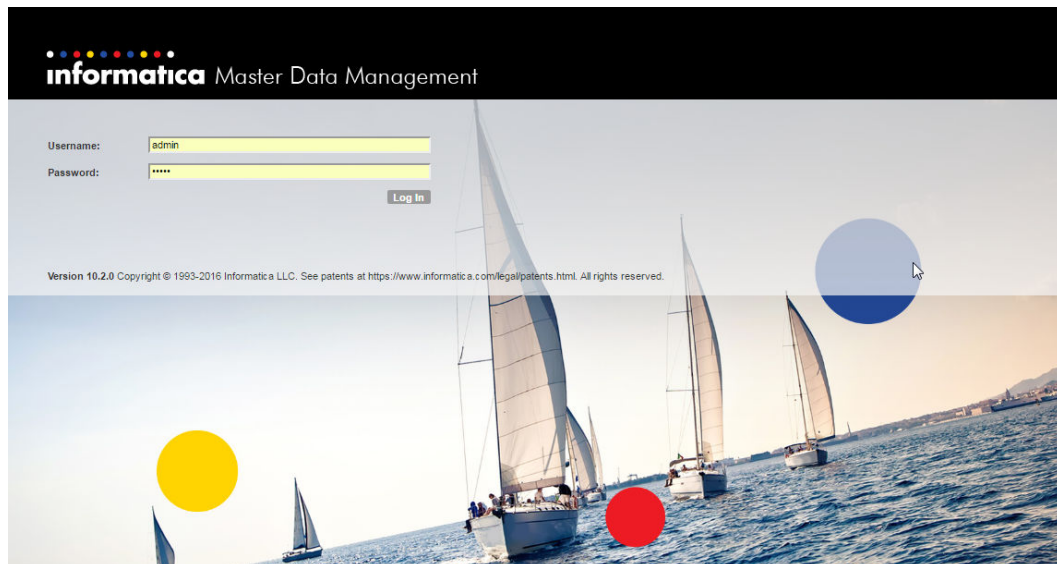 informatica Master Data Management
Username: admin
Password: •••••
Log In
Version 10.2.0 Copyright © 1993-2016 Informatica LLC. See patents at https://www.informatica.com/legal/patents.html. All rights reserved.